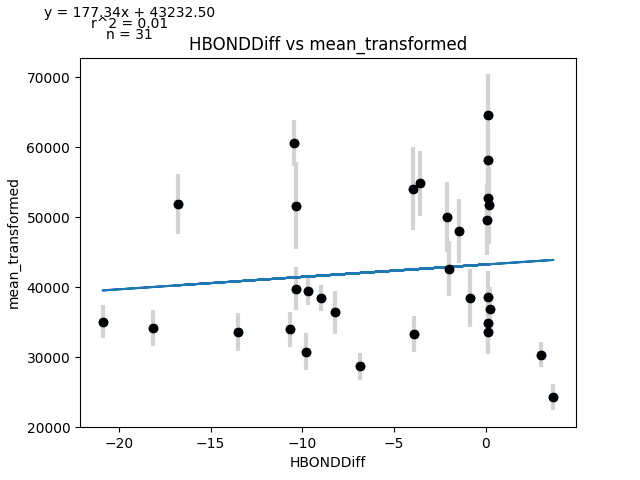 y = 177.34x + 43232.50
r^2 = 0.01
n = 31
HBONDDiff vs mean_transformed
70000
60000
50000
40000
30000
20000
mean_transformed
−20
−15
−10
−5
0
HBONDDiff